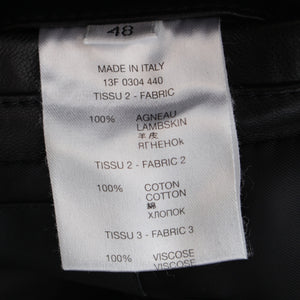 48
MADE IN ITALY
13F 0304 440
TISSU 2 - FABRIC
100% AGNEAU
LAMBSKIN
羊皮
ЯГНЕНОК
TISSU 2 - FABRIC 2
100% COTON
COTTON
棉
ХЛОПОК
TISSU 3 - FABRIC 3
100% VISCOSE
VISCOSE